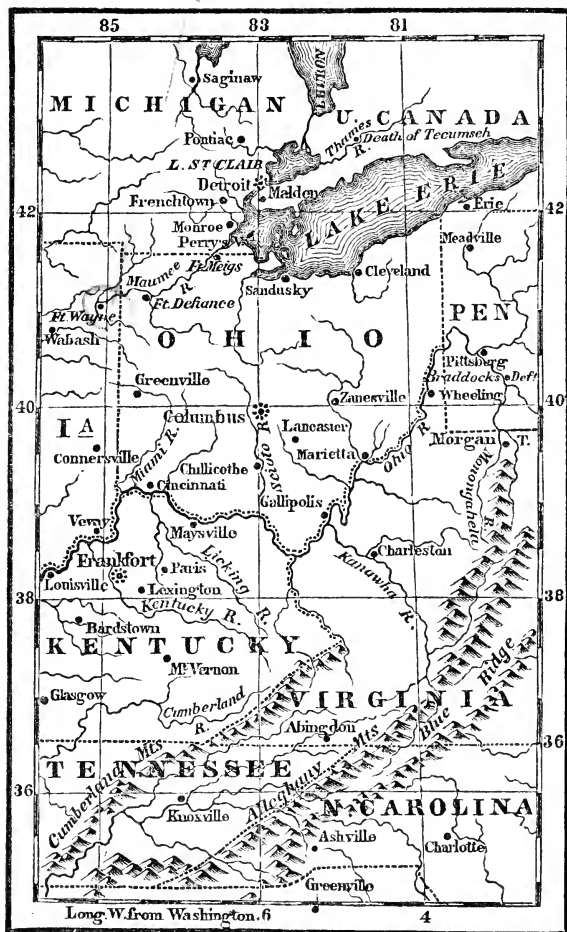 85 83 81
Saginaw
L. HURON
MICHIGAN
U. CANADA
Pontiac
Thames R.
Death of Tecumseh
L. ST. CLAIR
Detroit
Malden
Frenchtown
LAKE ERIE
Erie
42 42
Monroe
Perrys V.
Meadville
Ft. Meigs
Maumee R.
Cleveland
Sandusky
Ft. Defiance
Ft. Wayne
PEN
Wabash
OHIO
Pittsberg
Braddocks Deft.
Greenville
Zanesville
Wheeling
40 40
Columbus
IA
Lancaster
Morgan T.
Connersville
Miami R.
Scioto R.
Marietta
Ohio R.
Monongahela R.
Chillicothe
Cincinnati
Gallipolis
Vevay
Maysville
Charleston
Frankfort
Licking R.
Kanawha R.
Paris
Louisville
Lexington
38 38
Kentucky R.
Bardstown
KENTUCKY
Mt. Vernon
Blue Ridge
Glasgow
Cumberland R.
VIRGINIA
Abingdon
36 36
Cumberland Mts
TENNESSEE
Alleghany Mts
Knoxville
N. CAROLINA
Ashville
Charlotte
Greenville
Long. W. from Washington. 6 4